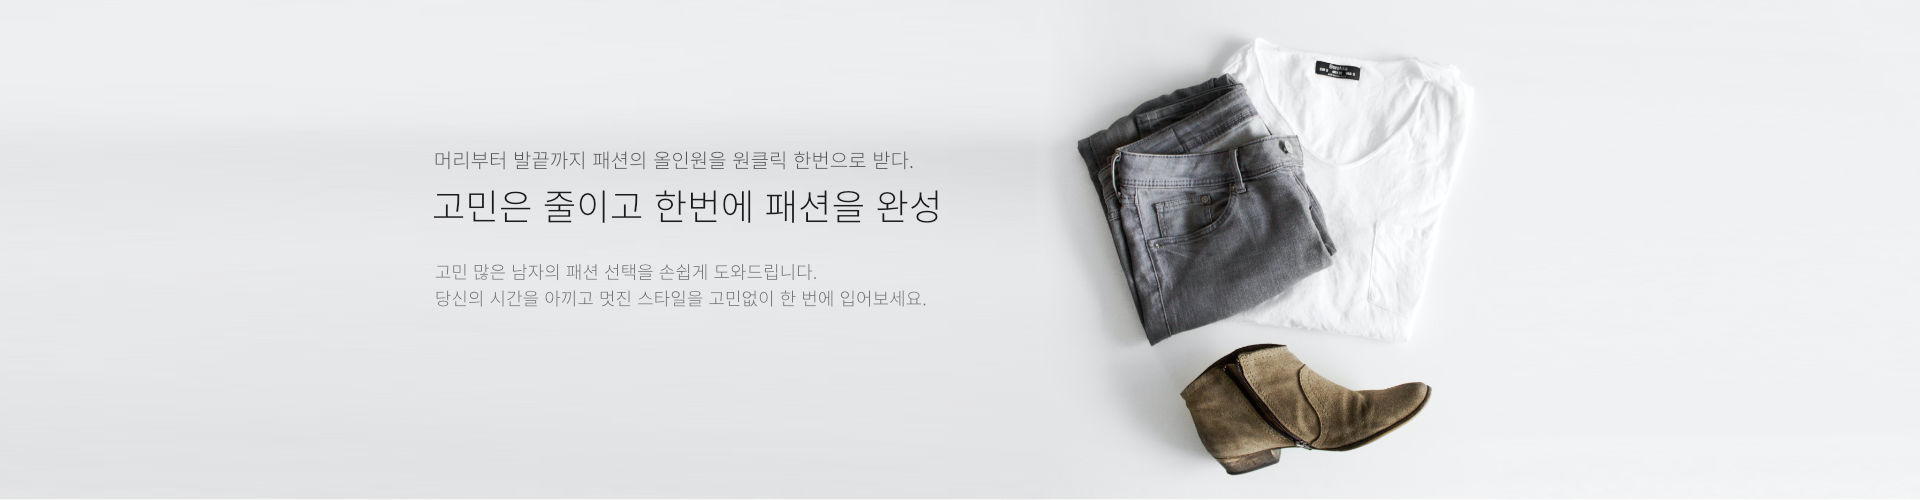 머리부터 발끝까지 패션의 올인원을 원클릭 한번으로 받다.
고민은 줄이고 한번에 패션을 완성
고민 많은 남자의 패션 선택을 손쉽게 도와드립니다.
당신의 시간을 아끼고 멋진 스타일을 고민없이 한 번에 입어보세요.